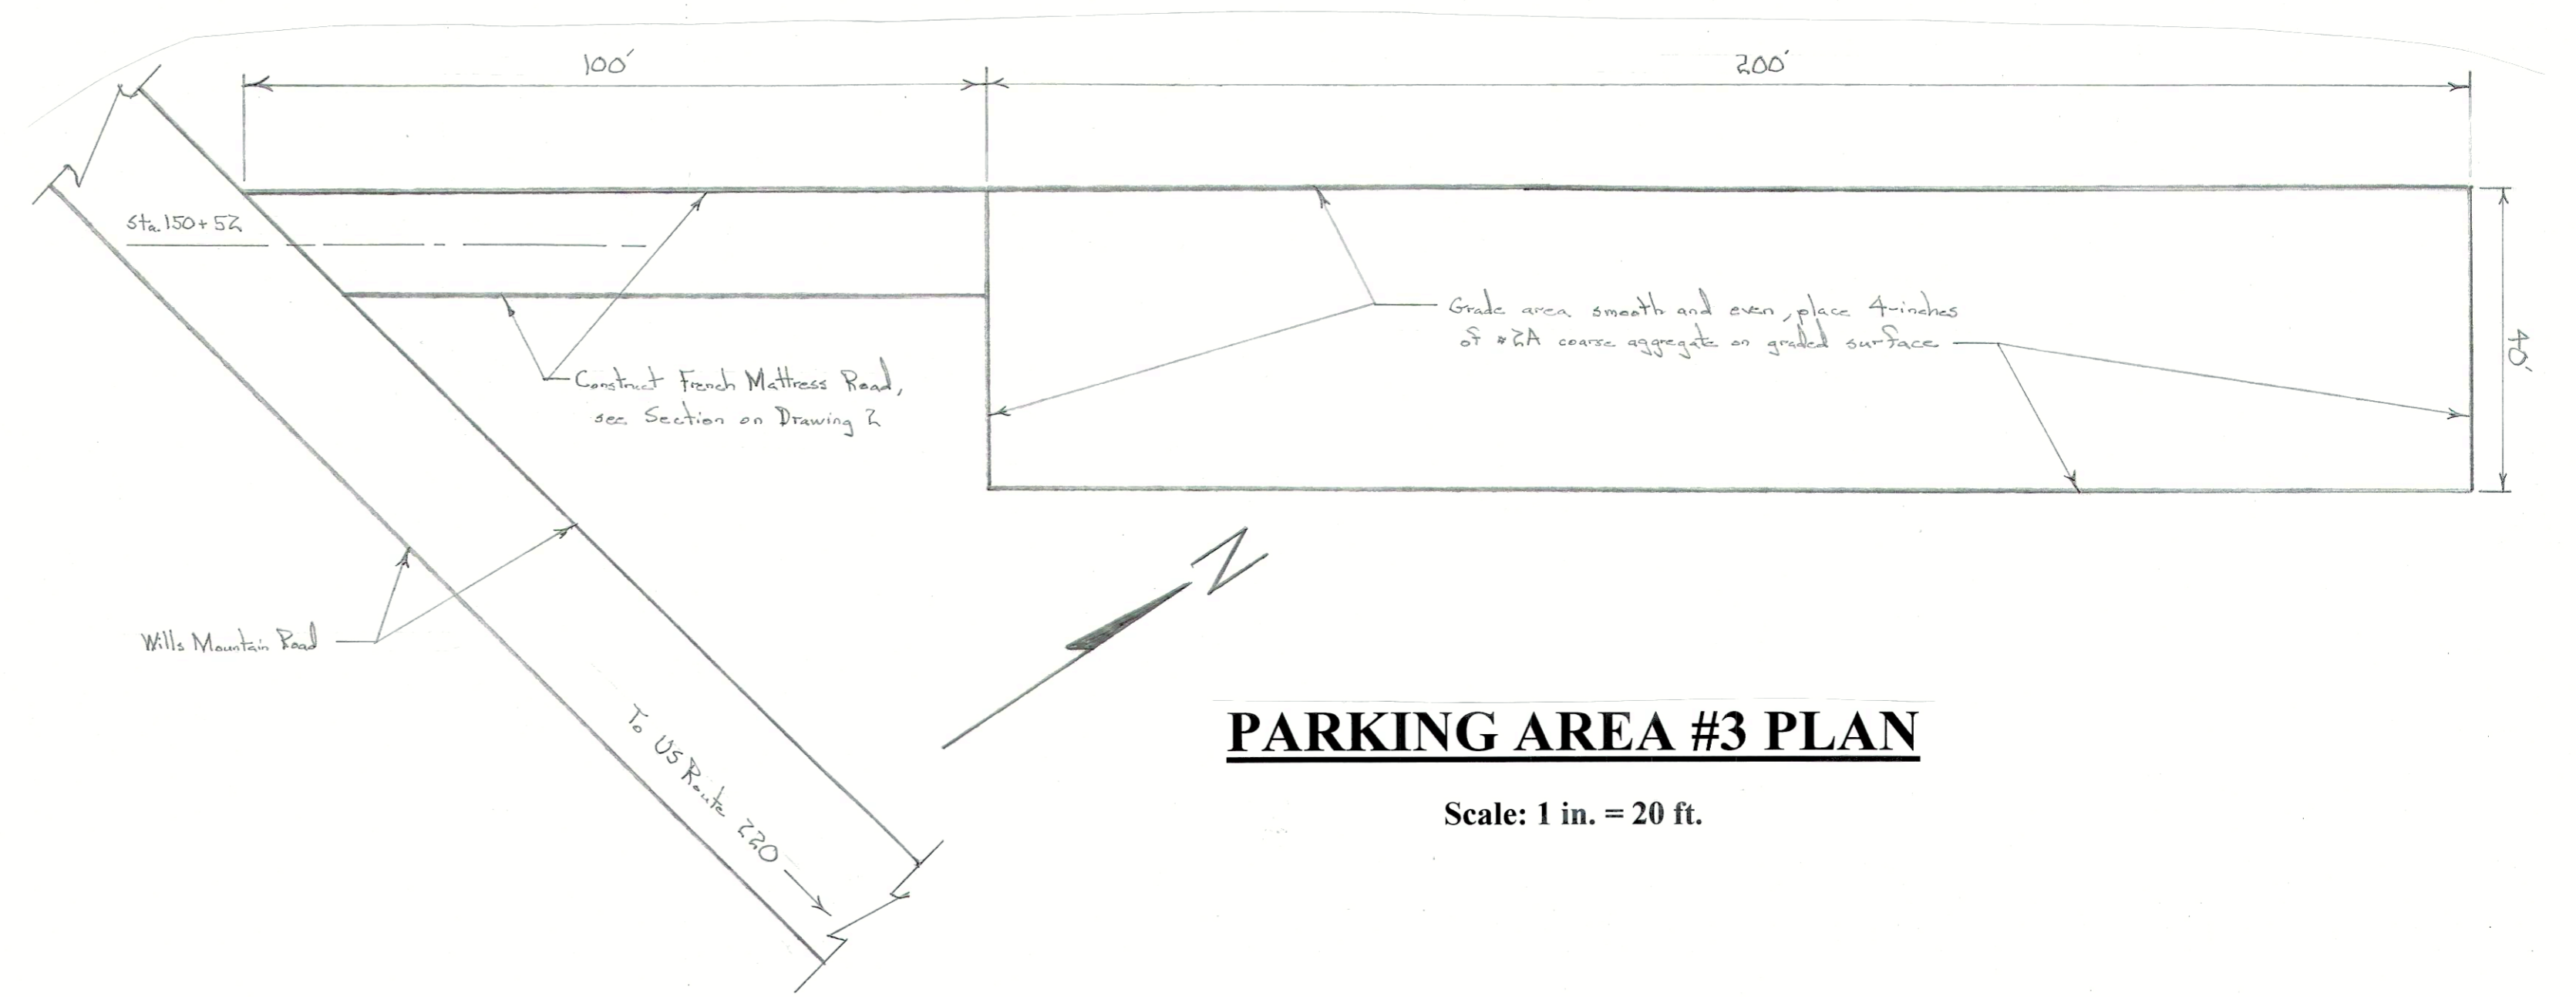 100'
200'
Sta. 150+52
Grade area smooth and even, place 4-inches
of #2A coarse aggregate on graded surface
40'
Construct French Mattress Road,
see Section on Drawing 2
N
Wills Mountain Road
To US Route 220
PARKING AREA #3 PLAN
Scale: 1 in. = 20 ft.